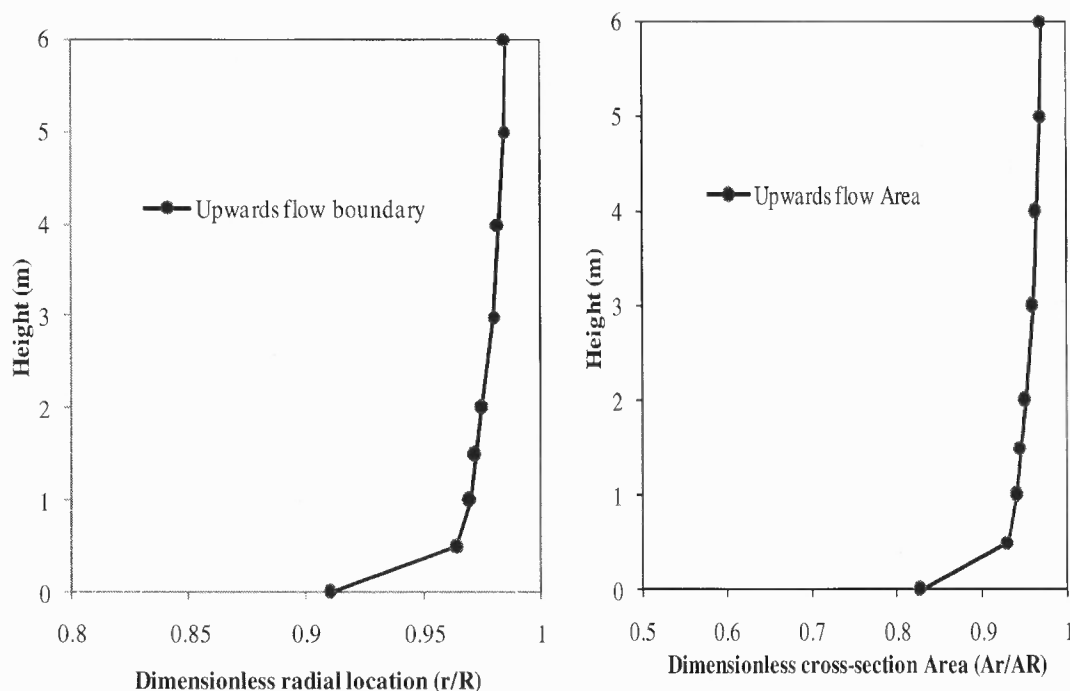 6
5
4
3
2
1
0
Height (m)
Upwards flow boundary
0.8 0.85 0.9 0.95 1
Dimensionless radial location (r/R)
6
5
4
3
2
1
0
Height (m)
Upwards flow Area
0.5 0.6 0.7 0.8 0.9 1
Dimensionless cross-section Area (Ar/AR)